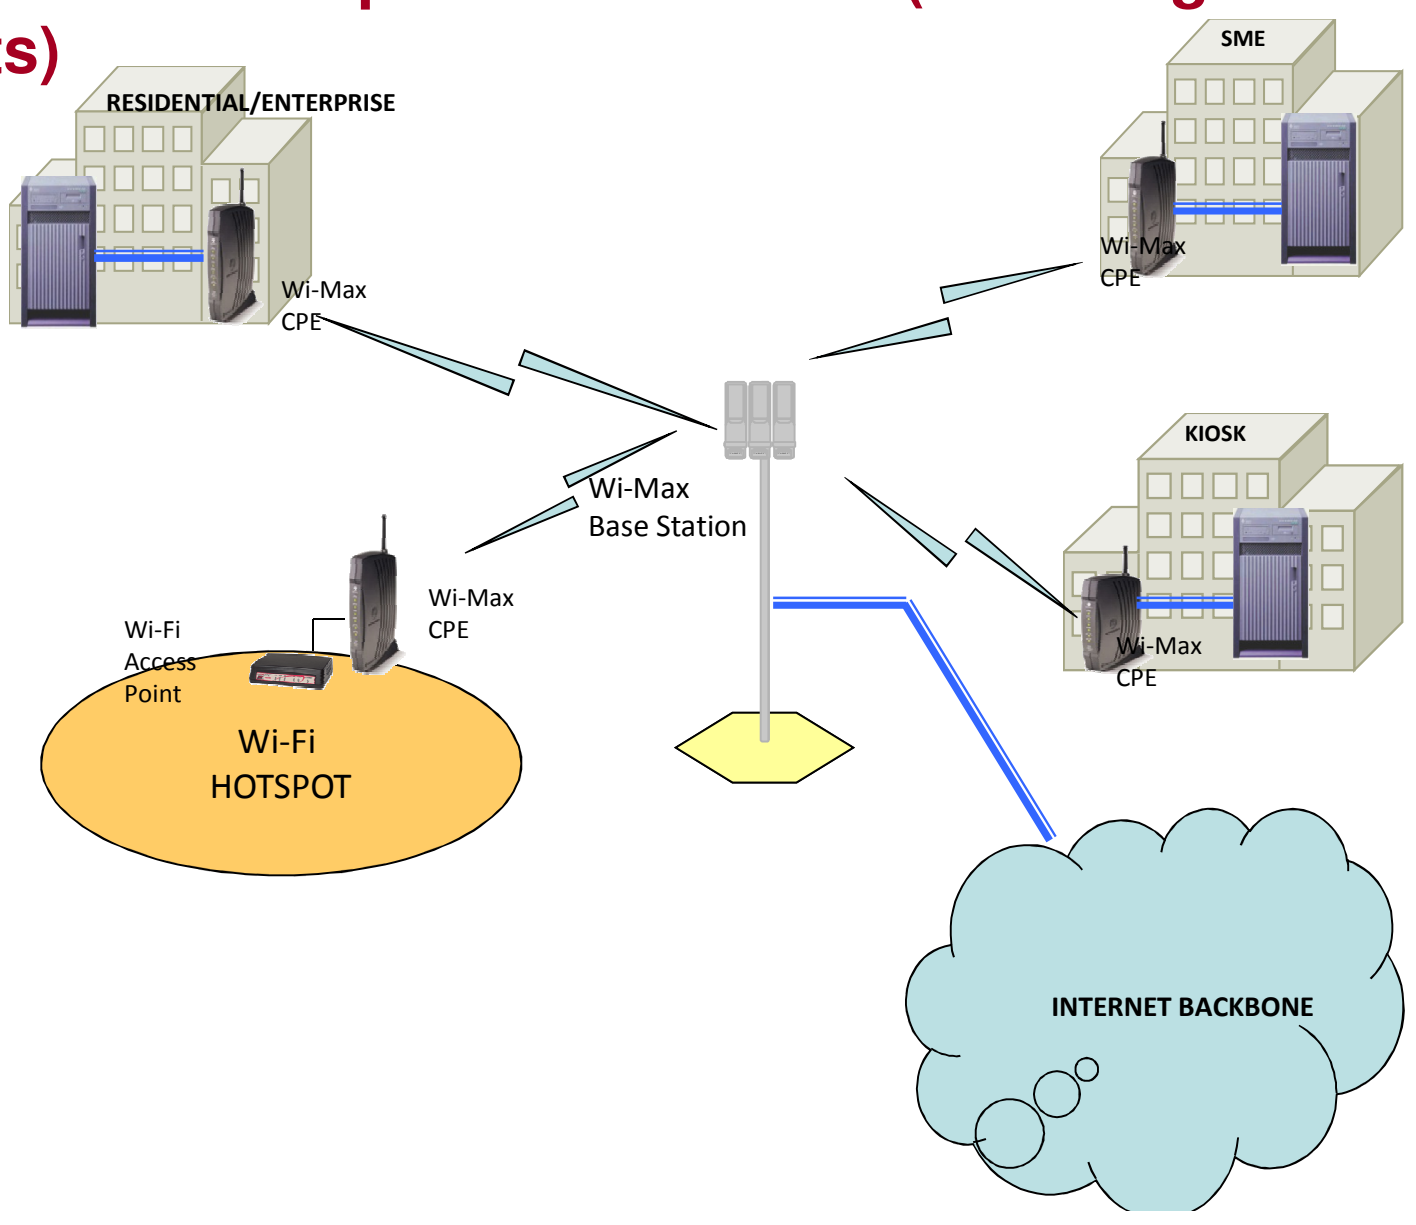 ts)
SME
RESIDENTIAL/ENTERPRISE
Wi-Max
CPE
Wi-Max
CPE
KIOSK
Wi-Max
Base Station
Wi-Max
CPE
Wi-Fi
Access
Point
Wi-Max
CPE
Wi-Fi
HOTSPOT
INTERNET BACKBONE